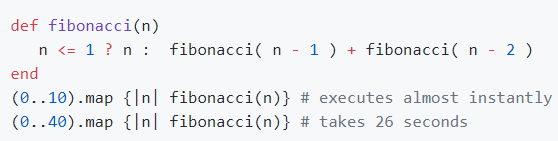 def fibonacci(n)
   n <= 1 ? n :  fibonacci( n - 1 ) + fibonacci( n - 2 )
end
(0..10).map {|n| fibonacci(n)} # executes almost instantly
(0..40).map {|n| fibonacci(n)} # takes 26 seconds